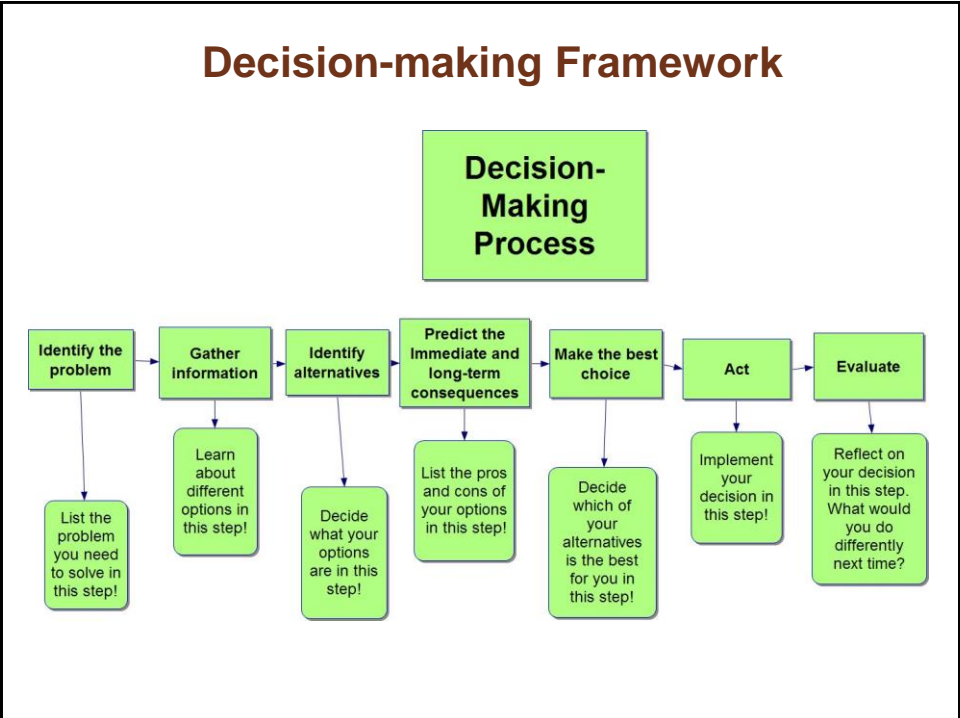 Decision-making Framework
Decision-
Making
Process
Identify the
problem
Gather
information
Identify
alternatives
Predict the
Immediate and
long-term
consequences
Make the best
choice
Act
Evaluate
List the
problem
you need
to solve in
this step!
Learn
about
different
options in
this step!
Decide
what your
options
are in this
step!
List the pros
and cons of
your options
in this step!
Decide
which of
your
alternatives
is the best
for you in
this step!
Implement
your
decision in
this step!
Reflect on
your decision
in this step.
What would
you do
differently
next time?